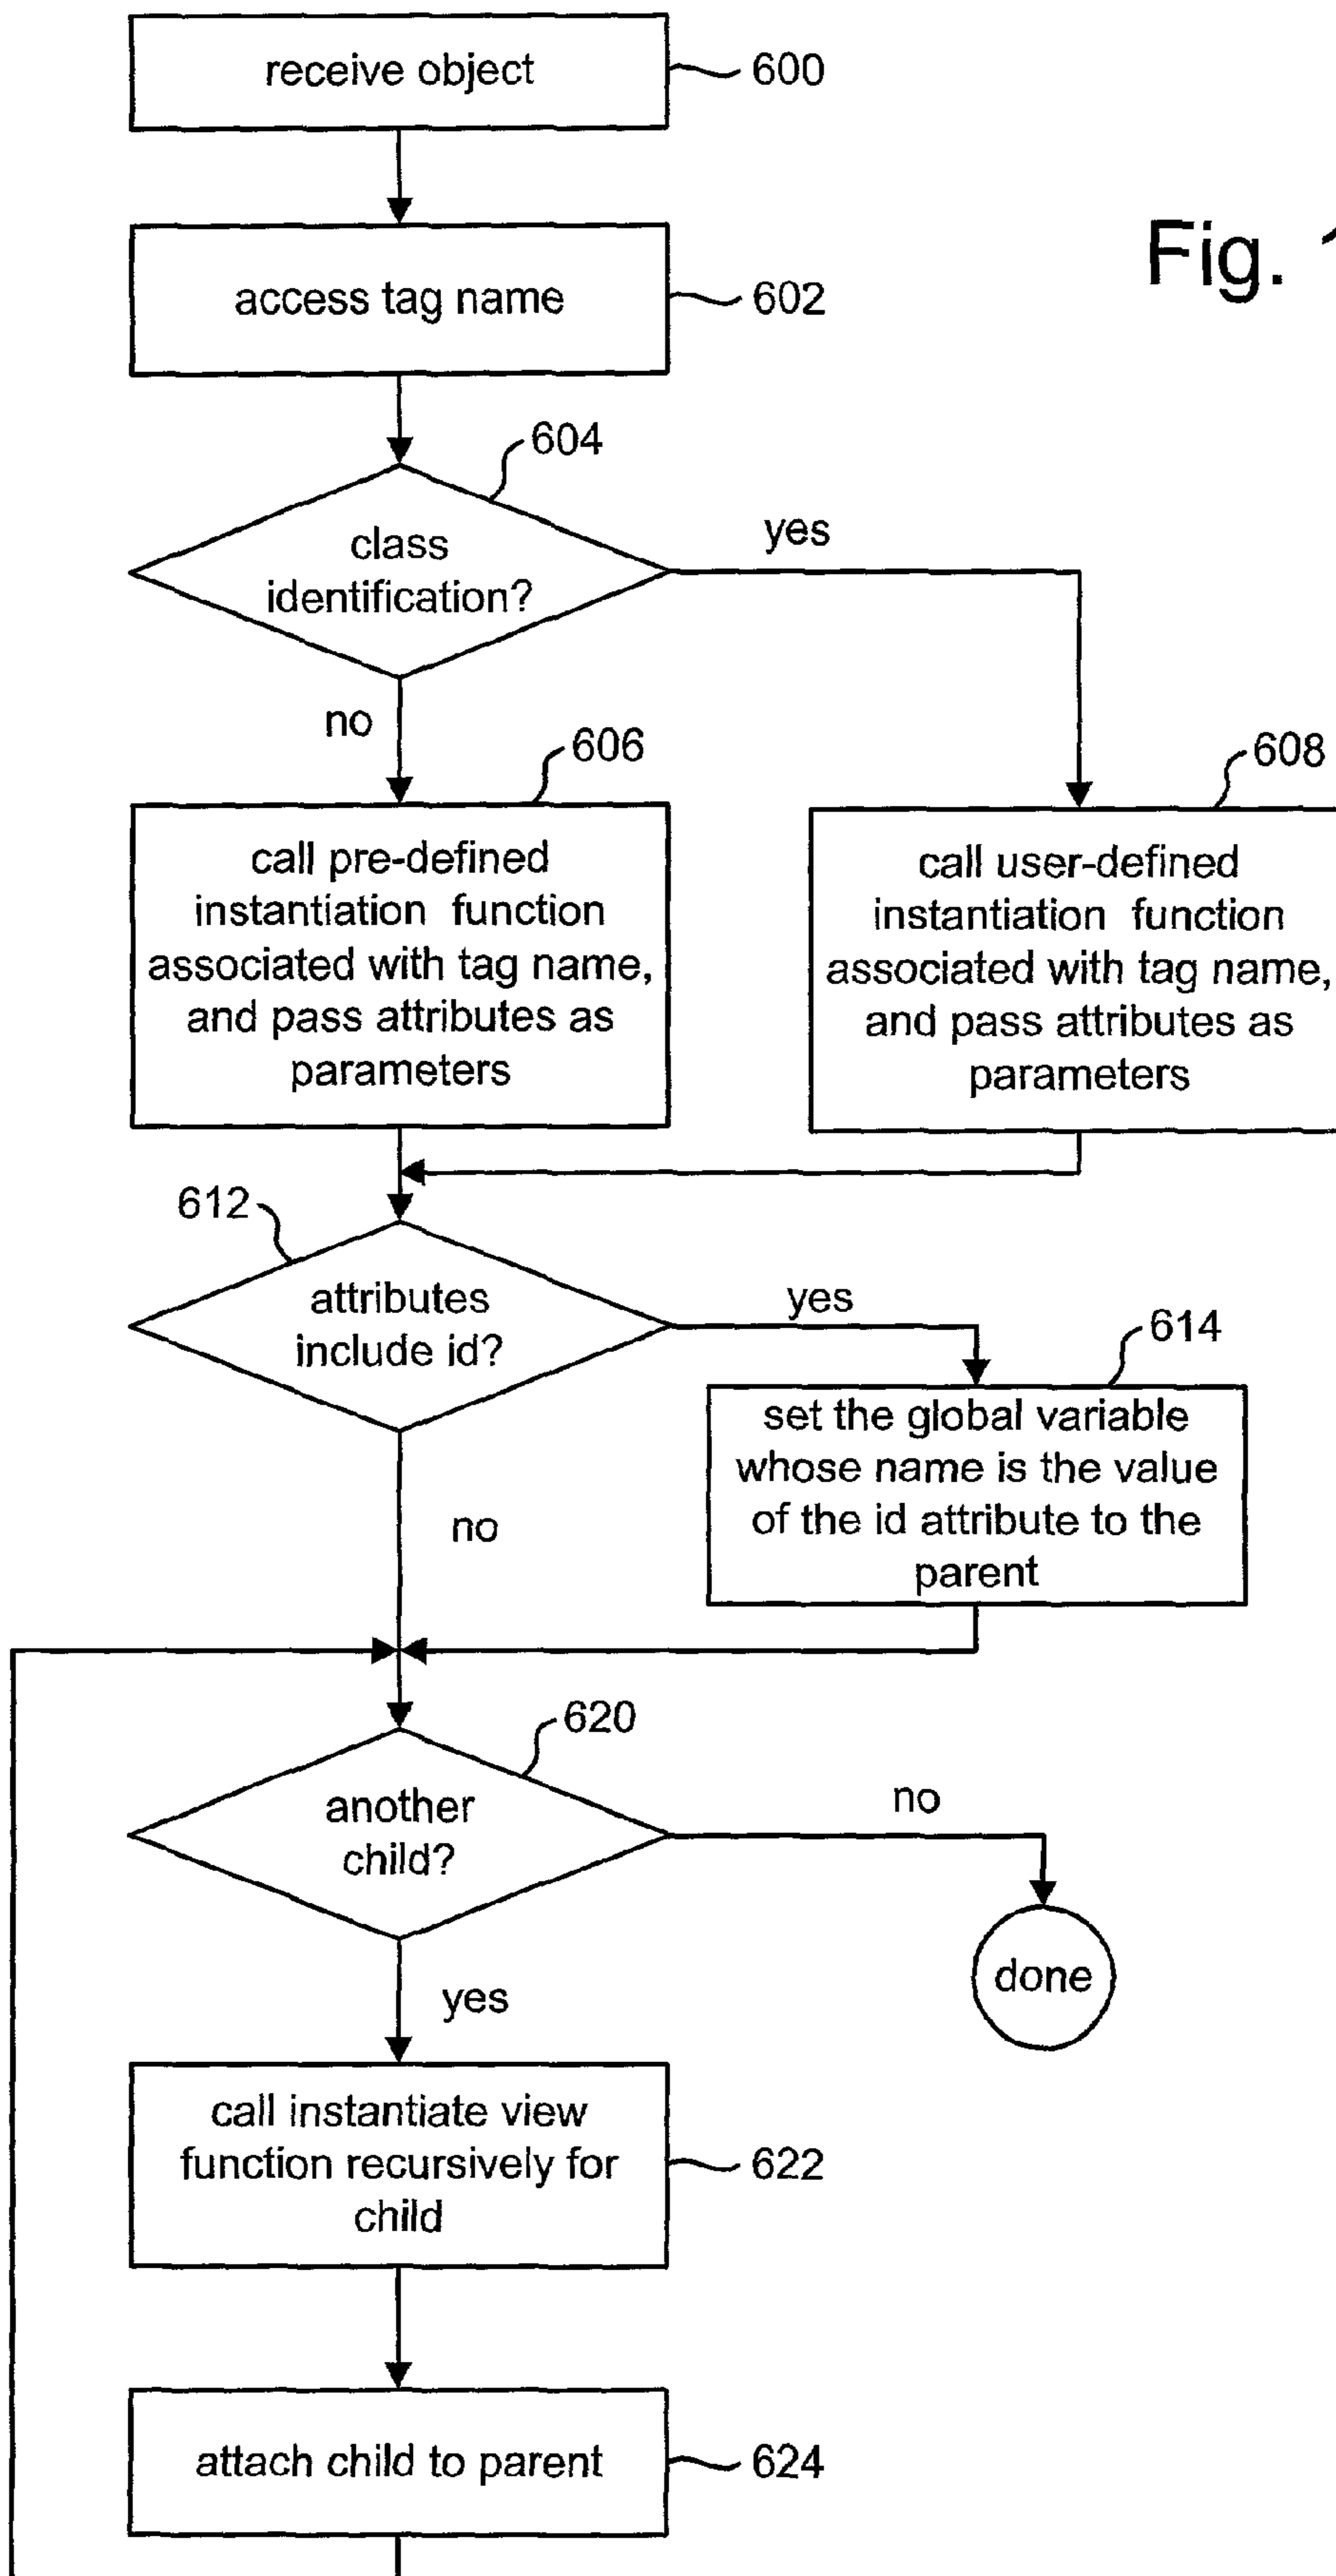 receive object
600
Fig. 1
access tag name
602
604
class
identification?
yes
no
606
608
call pre-defined
instantiation function
associated with tag name,
and pass attributes as
parameters
call user-defined
instantiation function
associated with tag name,
and pass attributes as
parameters
612
attributes
include id?
yes
614
set the global variable
whose name is the value
of the id attribute to the
parent
no
620
another
child?
no
done
yes
call instantiate view
function recursively for
child
622
attach child to parent
624